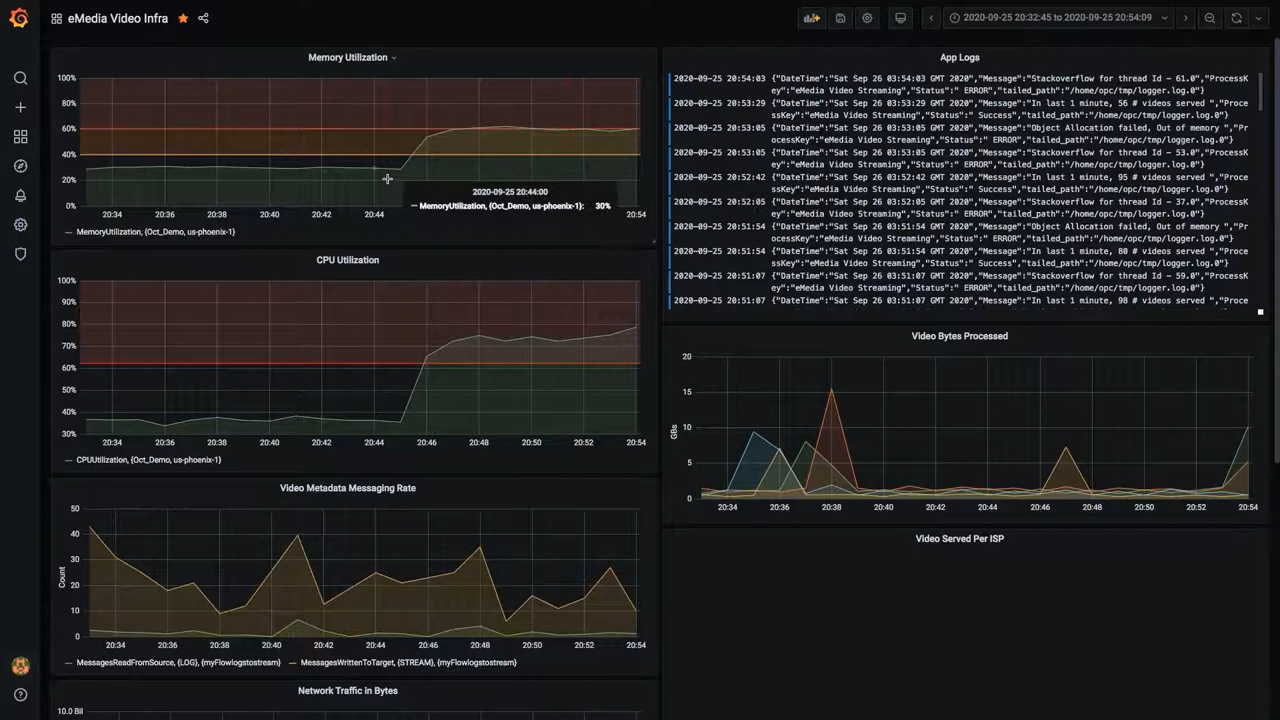 eMedia Video Infra
2020-09-25 20:32:45 to 2020-09-25 20:54:09
Memory Utilization
100%
80%
60%
40%
20%
0%
20:34 20:36 20:38 20:40 20:42 20:44 20:54
2020-09-25 20:44:00
MemoryUtilization, {Oct_Demo, us-phoenix-1}: 30%
MemoryUtilization, {Oct_Demo, us-phoenix-1}
CPU Utilization
100%
90%
80%
70%
60%
50%
40%
30%
20:34 20:36 20:38 20:40 20:42 20:44 20:46 20:48 20:50 20:52 20:54
CPUUtilization, {Oct_Demo, us-phoenix-1}
Video Metadata Messaging Rate
50
40
30
20
10
0
Count
20:34 20:36 20:38 20:40 20:42 20:44 20:46 20:48 20:50 20:52 20:54
MessagesReadFromSource, {LOG}, {myFlowlogstostream} MessagesWrittenToTarget, {STREAM}, {myFlowlogstostream}
Network Traffic in Bytes
10.0 Bil
App Logs
2020-09-25 20:54:03 {"DateTime":"Sat Sep 26 03:54:03 GMT 2020","Message":"Stackoverflow for thread Id - 61.0","ProcessK
ey":"eMedia Video Streaming","Status":" ERROR","tailed_path":"/home/opc/tmp/logger.log.0"}
2020-09-25 20:53:29 {"DateTime":"Sat Sep 26 03:53:29 GMT 2020","Message":"In last 1 minute, 56 # videos served ","Proce
ssKey":"eMedia Video Streaming","Status":" Success","tailed_path":"/home/opc/tmp/logger.log.0"}
2020-09-25 20:53:05 {"DateTime":"Sat Sep 26 03:53:05 GMT 2020","Message":"Object Allocation failed, Out of memory ","Pr
ocessKey":"eMedia Video Streaming","Status":" ERROR","tailed_path":"/home/opc/tmp/logger.log.0"}
2020-09-25 20:53:05 {"DateTime":"Sat Sep 26 03:53:05 GMT 2020","Message":"Stackoverflow for thread Id - 53.0","ProcessK
ey":"eMedia Video Streaming","Status":" ERROR","tailed_path":"/home/opc/tmp/logger.log.0"}
2020-09-25 20:52:42 {"DateTime":"Sat Sep 26 03:52:42 GMT 2020","Message":"In last 1 minute, 95 # videos served ","Proce
ssKey":"eMedia Video Streaming","Status":" Success","tailed_path":"/home/opc/tmp/logger.log.0"}
2020-09-25 20:52:05 {"DateTime":"Sat Sep 26 03:52:05 GMT 2020","Message":"Stackoverflow for thread Id - 37.0","ProcessK
ey":"eMedia Video Streaming","Status":" ERROR","tailed_path":"/home/opc/tmp/logger.log.0"}
2020-09-25 20:51:54 {"DateTime":"Sat Sep 26 03:51:54 GMT 2020","Message":"Object Allocation failed, Out of memory ","Pr
ocessKey":"eMedia Video Streaming","Status":" ERROR","tailed_path":"/home/opc/tmp/logger.log.0"}
2020-09-25 20:51:54 {"DateTime":"Sat Sep 26 03:51:54 GMT 2020","Message":"In last 1 minute, 80 # videos served ","Proce
ssKey":"eMedia Video Streaming","Status":" Success","tailed_path":"/home/opc/tmp/logger.log.0"}
2020-09-25 20:51:07 {"DateTime":"Sat Sep 26 03:51:07 GMT 2020","Message":"Stackoverflow for thread Id - 59.0","ProcessK
ey":"eMedia Video Streaming","Status":" ERROR","tailed_path":"/home/opc/tmp/logger.log.0"}
2020-09-25 20:51:07 {"DateTime":"Sat Sep 26 03:51:07 GMT 2020","Message":"In last 1 minute, 98 # videos served ","Proce
Video Bytes Processed
20
15
10
5
0
GBs
20:34 20:36 20:38 20:40 20:42 20:44 20:46 20:48 20:50 20:52 20:54
Video Served Per ISP